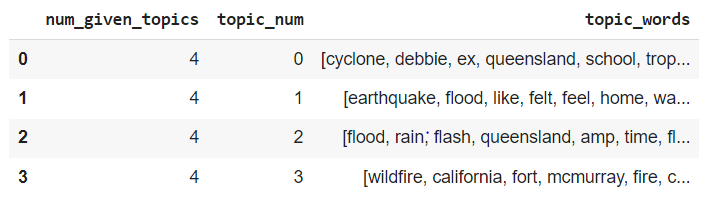 num_given_topics topic_num topic_words
0 4 0 [cyclone, debbie, ex, queensland, school, trop...
1 4 1 [earthquake, flood, like, felt, feel, home, wa...
2 4 2 [flood, rain, flash, queensland, amp, time, fl...
3 4 3 [wildfire, california, fort, mcmurray, fire, c...